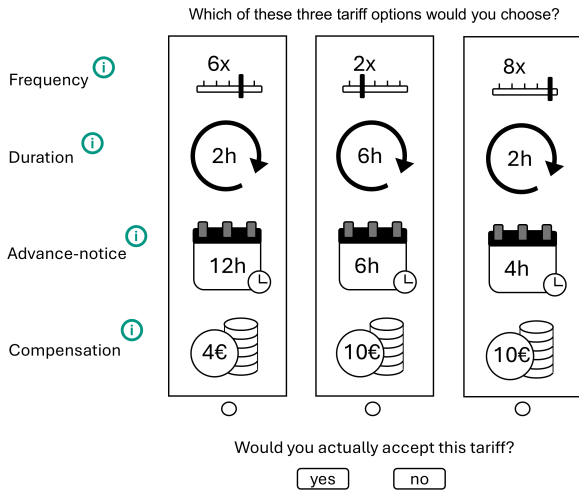 Which of these three tariff options would you choose?
Frequency i 6x 2x 8x
Duration i 2h 6h 2h
Advance-notice i 12h 6h 4h
Compensation i 4€ 10€ 10€
Would you actually accept this tariff?
yes no